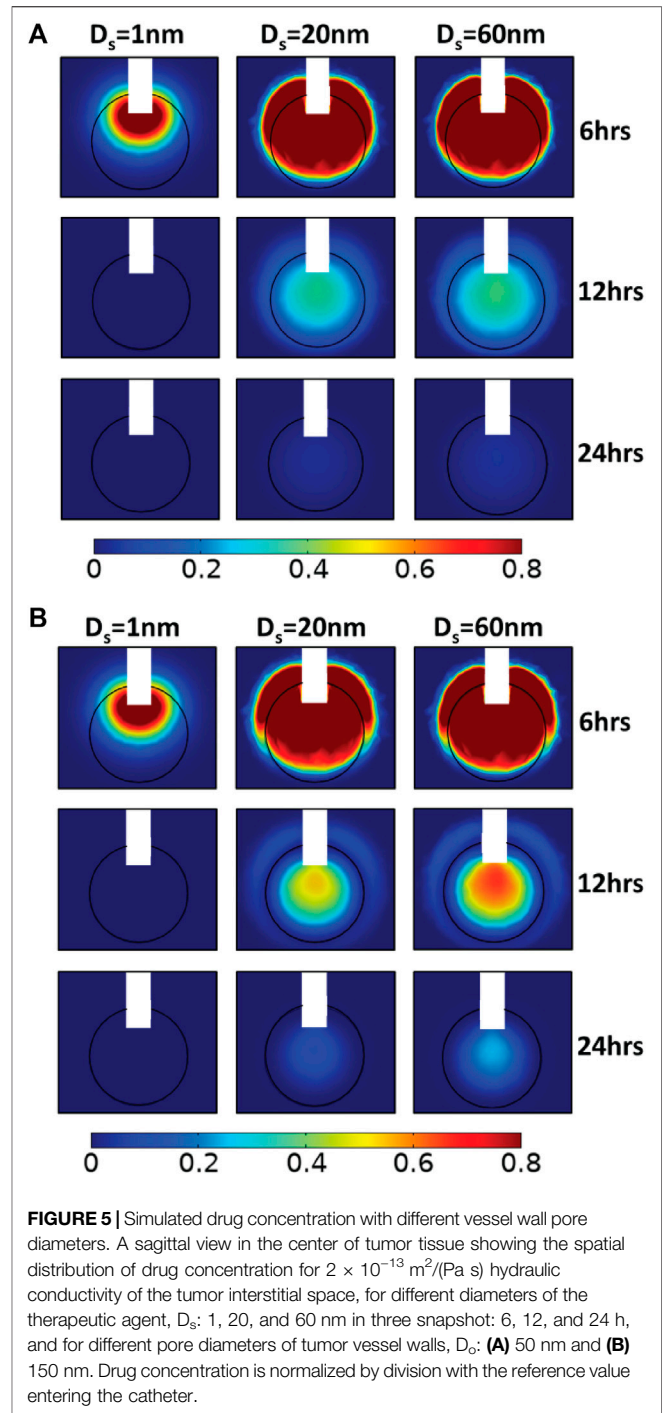 A
Dₛ=1nm Dₛ=20nm Dₛ=60nm
6hrs
12hrs
24hrs
0 0.2 0.4 0.6 0.8
B
Dₛ=1nm Dₛ=20nm Dₛ=60nm
6hrs
12hrs
24hrs
0 0.2 0.4 0.6 0.8
FIGURE 5 | Simulated drug concentration with different vessel wall pore
diameters. A sagittal view in the center of tumor tissue showing the spatial
distribution of drug concentration for 2 × 10⁻¹³ m²/(Pa s) hydraulic
conductivity of the tumor interstitial space, for different diameters of the
therapeutic agent, Dₛ: 1, 20, and 60 nm in three snapshot: 6, 12, and 24 h,
and for different pore diameters of tumor vessel walls, Dₒ: (A) 50 nm and (B)
150 nm. Drug concentration is normalized by division with the reference value
entering the catheter.